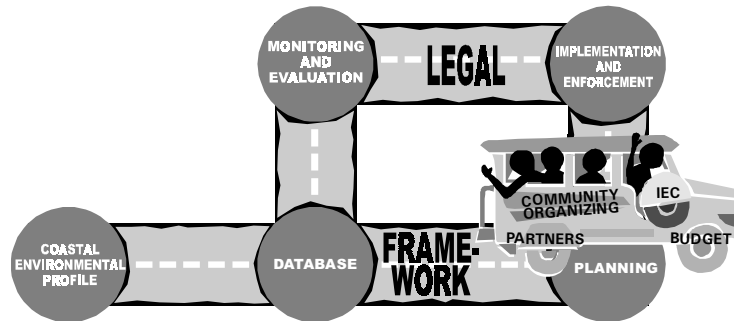 MONITORING
AND
EVALUATION
LEGAL
IMPLEMENTATION
AND
ENFORCEMENT
COMMUNITY
ORGANIZING
IEC
PARTNERS
BUDGET
COASTAL
ENVIRONMENTAL
PROFILE
DATABASE
FRAME-
WORK
PLANNING